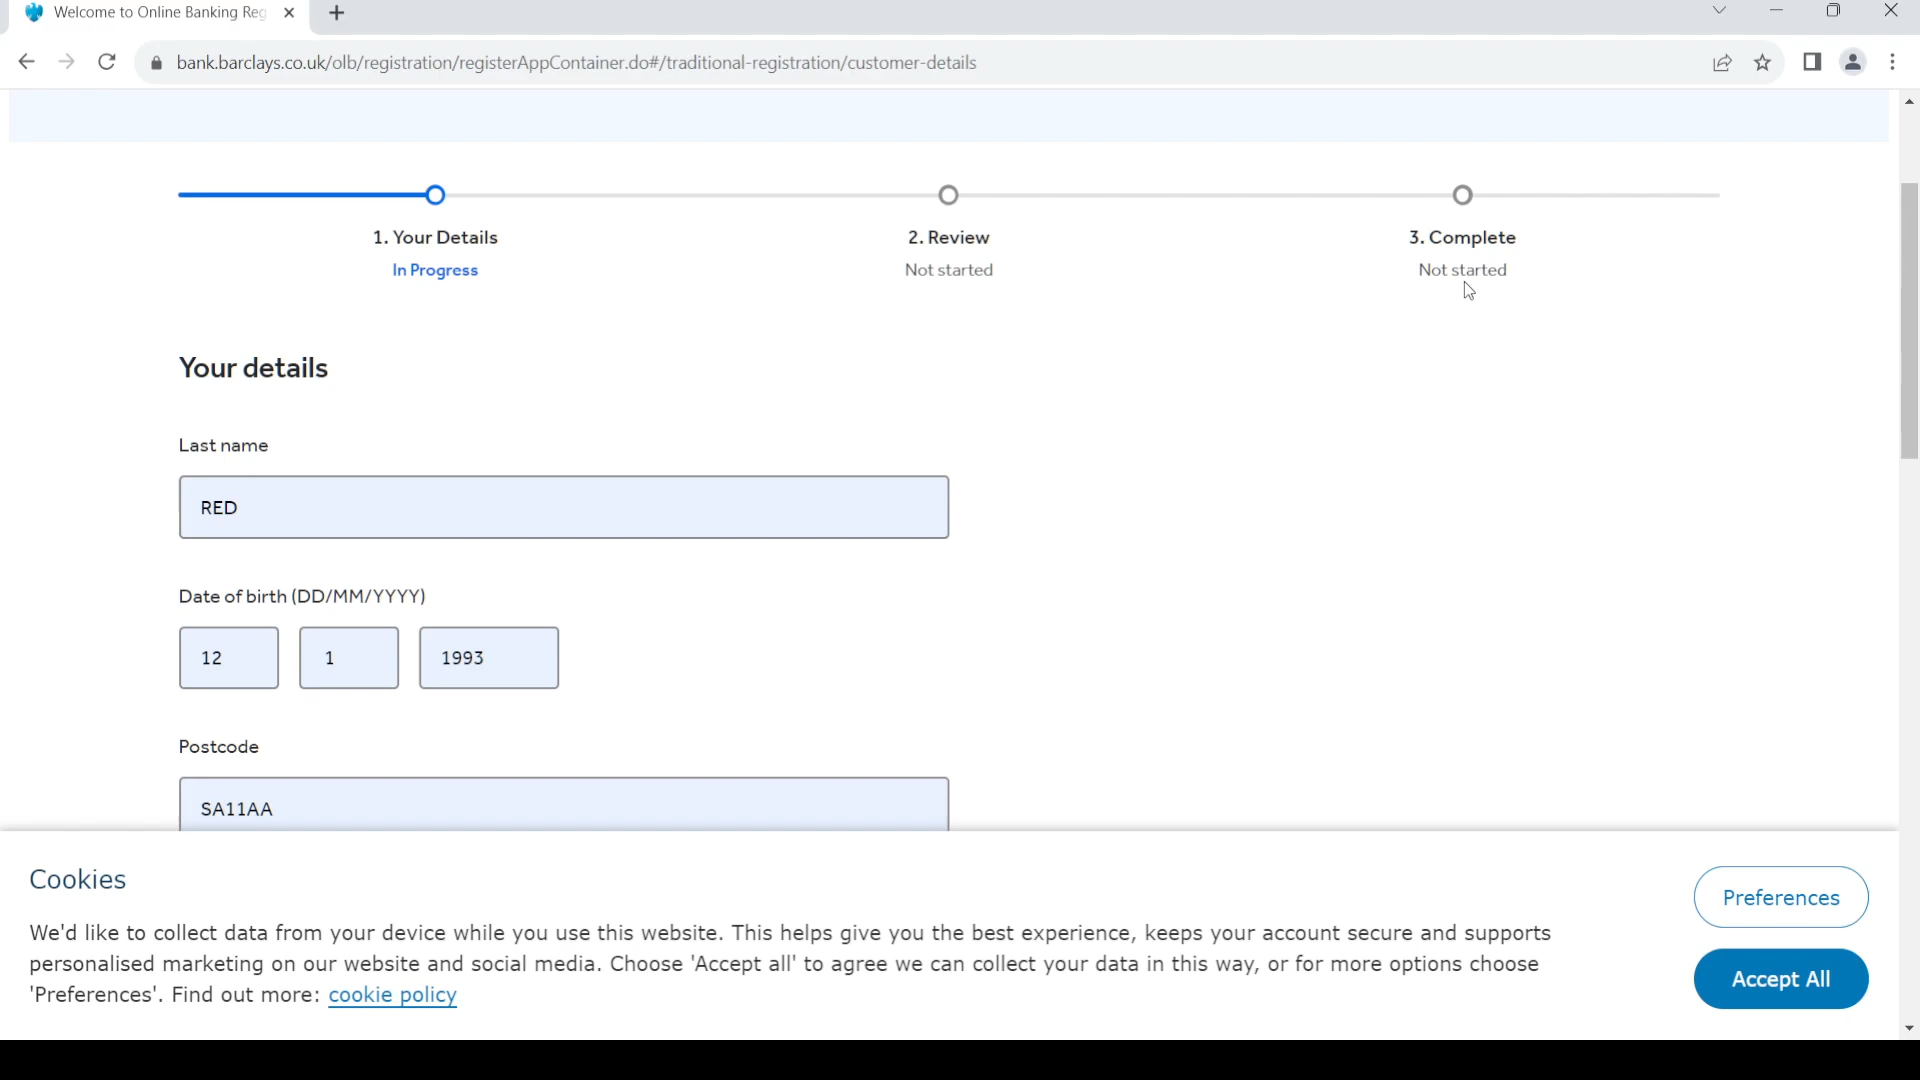 Welcome to Online Banking Reg
bank.barclays.co.uk/olb/registration/registerAppContainer.do#/traditional-registration/customer-details
1. Your Details
In Progress
2. Review
Not started
3. Complete
Not started
Your details
Last name
RED
Date of birth (DD/MM/YYYY)
12 1 1993
Postcode
SA11AA
Cookies
We'd like to collect data from your device while you use this website. This helps give you the best experience, keeps your account secure and supports
personalised marketing on our website and social media. Choose 'Accept all' to agree we can collect your data in this way, or for more options choose
'Preferences'. Find out more: cookie policy
Preferences
Accept All